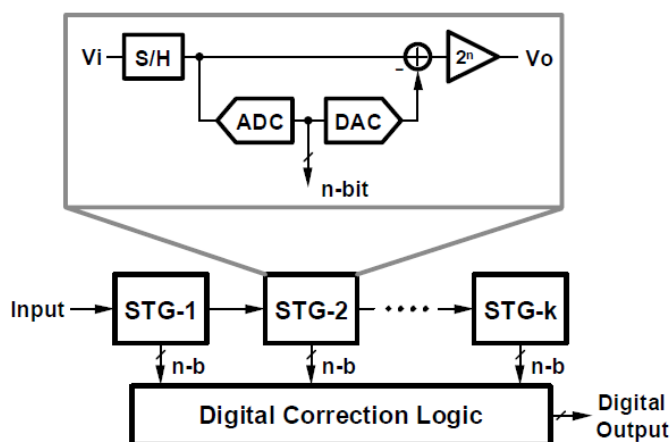 Vi S/H 2ⁿ Vo
-
ADC DAC
n-bit
Input STG-1 STG-2 STG-k
n-b n-b n-b
Digital Correction Logic
Digital
Output